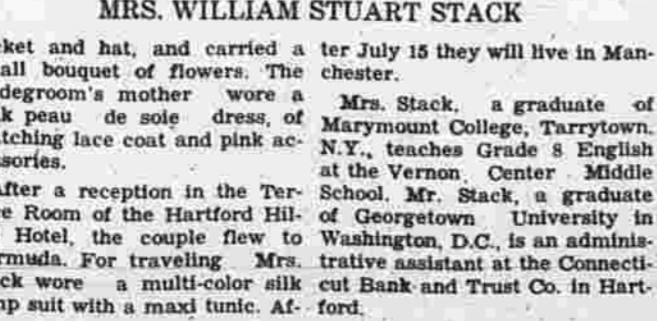 MRS. WILLIAM STUART STACK
cket and hat, and carried a
all bouquet of flowers. The
degroom's mother wore a
k peau de soie dress, of
tching lace coat and pink ac-
sories.
After a reception in the Ter-
e Room of the Hartford Hil-
Hotel, the couple flew to
rmuda. For traveling Mrs.
ck wore a multi-color silk
mp suit with a maxi tunic. Af-
ter July 15 they will live in Man-
chester.
Mrs. Stack, a graduate of
Marymount College, Tarrytown,
N.Y., teaches Grade 8 English
at the Vernon Center Middle
School. Mr. Stack, a graduate
of Georgetown University in
Washington, D.C., is an adminis-
trative assistant at the Connecti-
cut Bank and Trust Co. in Hart-
ford.